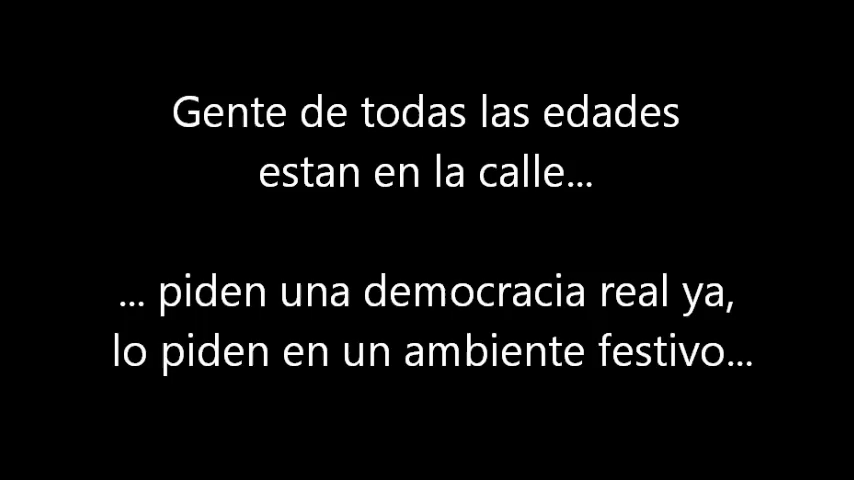 Gente de todas las edades
estan en la calle...
... piden una democracia real ya,
lo piden en un ambiente festivo...